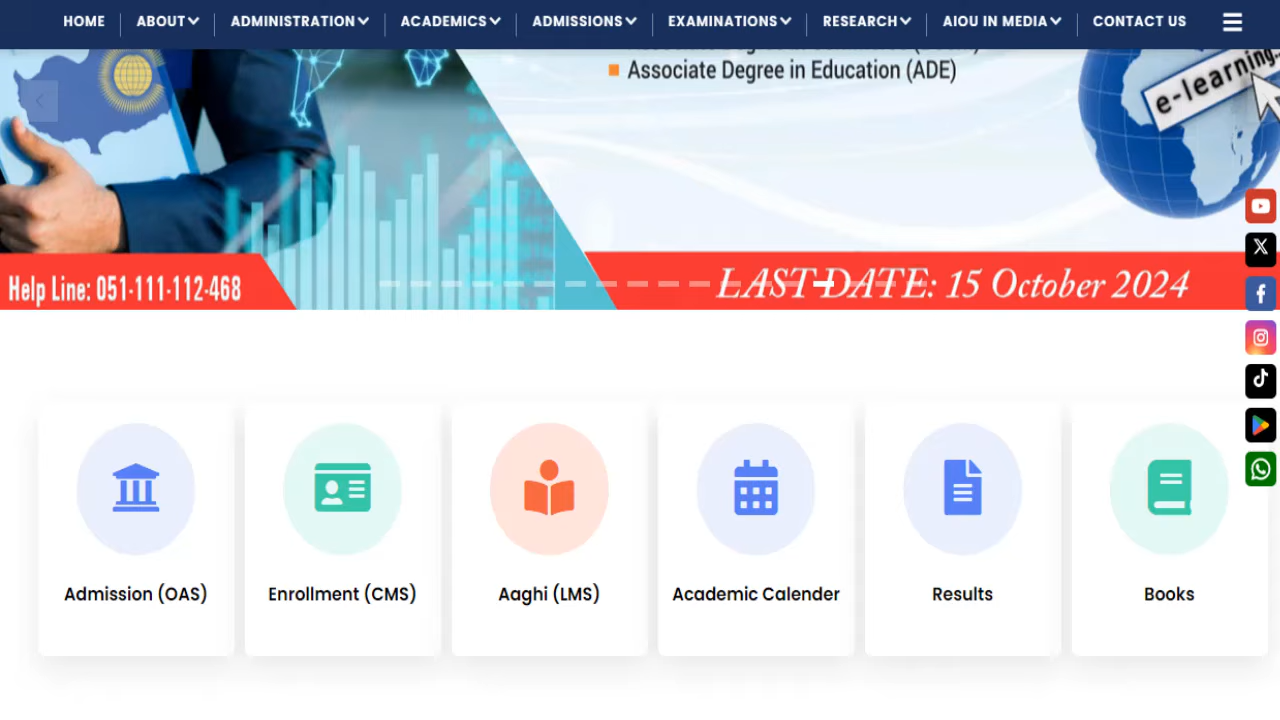 HOME ABOUT ADMINISTRATION ACADEMICS ADMISSIONS EXAMINATIONS RESEARCH AIOU IN MEDIA CONTACT US
Associate Degree in Education (ADE)
e-learning...
Help Line: 051-111-112-468
LAST DATE: 15 October 2024
Admission (OAS)
Enrollment (CMS)
Aaghi (LMS)
Academic Calender
Results
Books